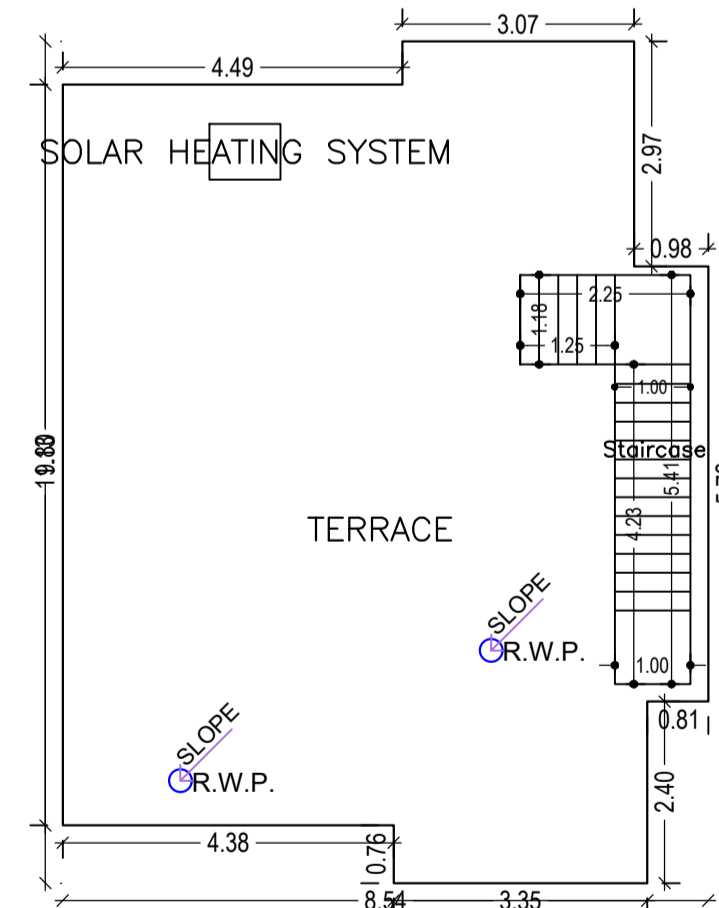 3.07
4.49
SOLAR HEATING SYSTEM
2.97
0.98
2.25
1.18
1.25
1.00
Staircase
5.41
4.23
TERRACE
SLOPE
R.W.P.
1.00
0.81
SLOPE
R.W.P.
2.40
4.38
0.76
8.54
3.35